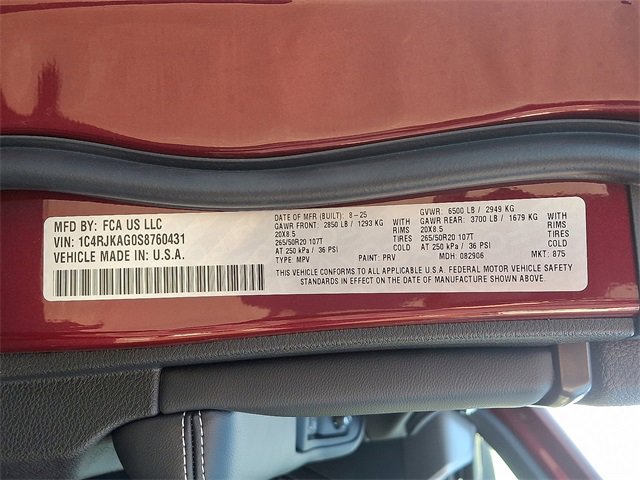 MFD BY: FCA US LLC
VIN: 1C4RJKAG0S8760431
VEHICLE MADE IN: U.S.A.
DATE OF MFR (BUILT): 8-25
GAWR FRONT: 2850 LB / 1293 KG WITH
20X8.5 RIMS
265/50R20 107T TIRES
AT 250 kPa / 36 PSI COLD
TYPE: MPV PAINT: PRV
GVWR: 6500 LB / 2949 KG
GAWR REAR: 3700 LB / 1679 KG WITH
20X8.5 RIMS
265/50R20 107T TIRES
AT 250 kPa / 36 PSI COLD
MDH: 082906 MKT: 875
THIS VEHICLE CONFORMS TO ALL APPLICABLE U.S.A. FEDERAL MOTOR VEHICLE SAFETY
STANDARDS IN EFFECT ON THE DATE OF MANUFACTURE SHOWN ABOVE.